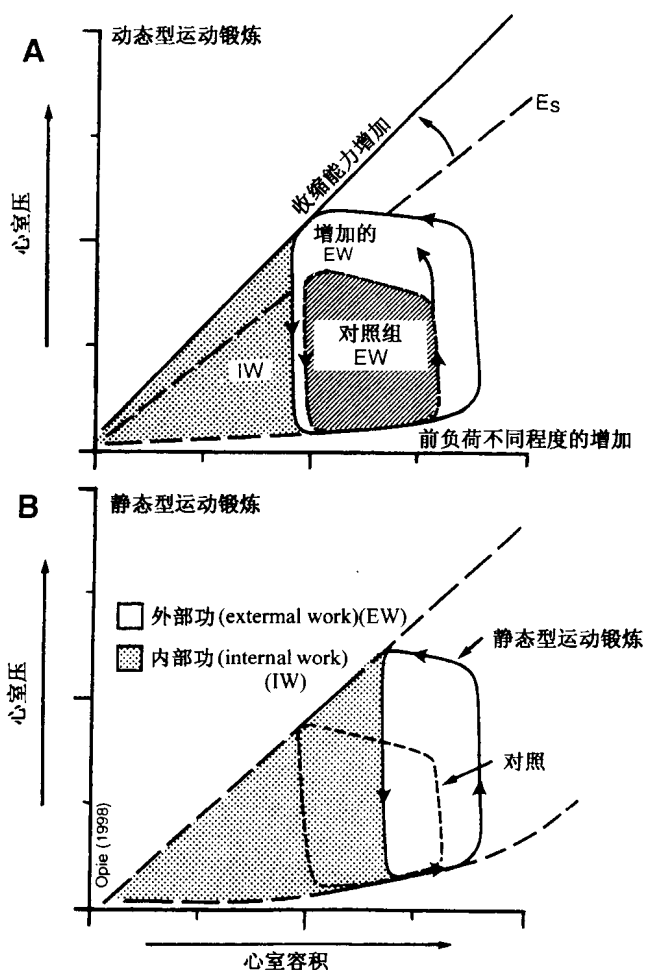 A
动态型运动锻炼
Es
收缩能力增加
心室压
增加的
EW
对照组
EW
IW
前负荷不同程度的增加
B
静态型运动锻炼
外部功(extermal work)(EW)
内部功(internal work)
(IW)
静态型运动锻炼
对照
心室压
Opie (1998)
心室容积